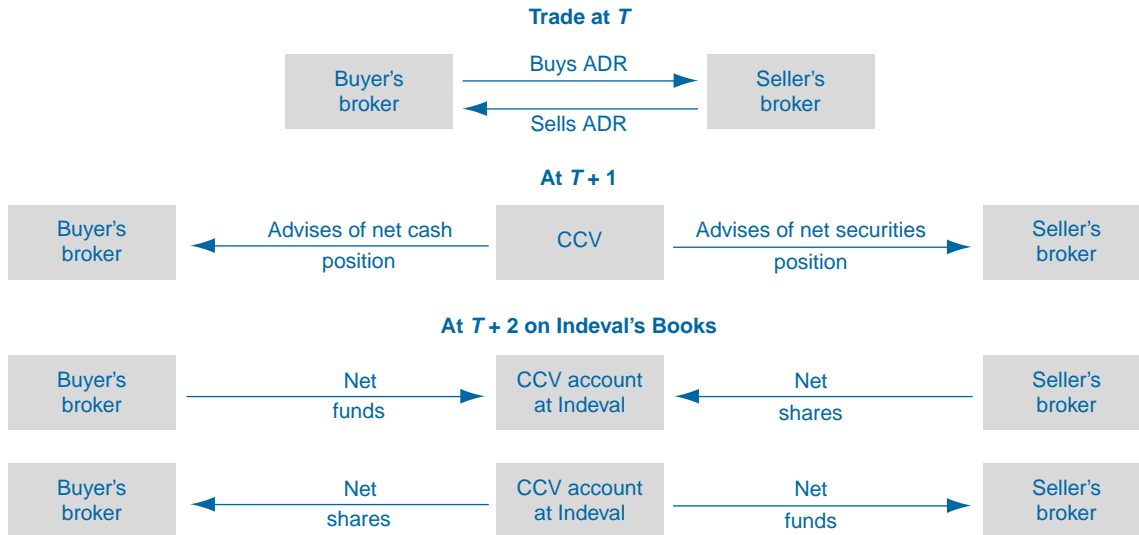 Trade at T
Buyer's
broker
Buys ADR
Sells ADR
Seller's
broker
At T + 1
Buyer's
broker
Advises of net cash
position
CCV
Advises of net securities
position
Seller's
broker
At T + 2 on Indeval's Books
Buyer's
broker
Net
funds
CCV account
at Indeval
Net
shares
Seller's
broker
Buyer's
broker
Net
shares
CCV account
at Indeval
Net
funds
Seller's
broker